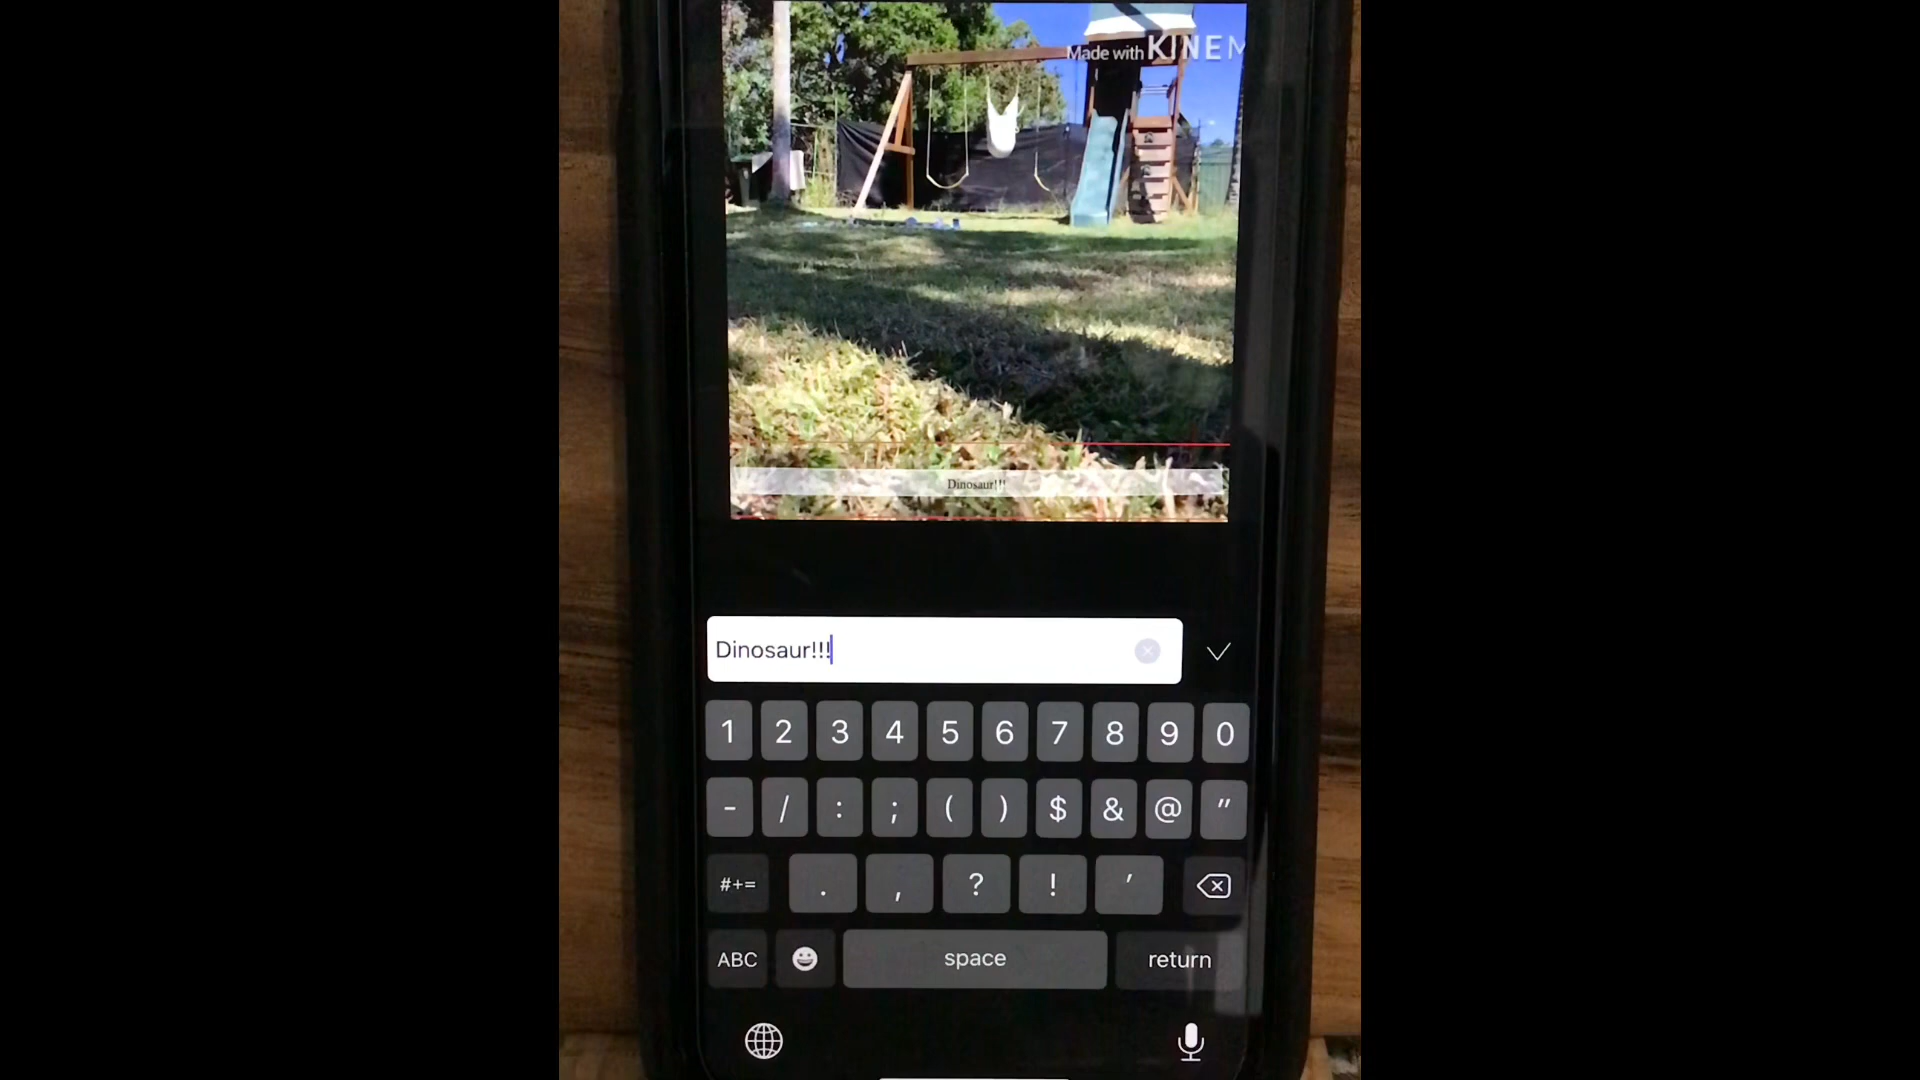 Made with KINEM
Dinosaur!!!
Dinosaur!!!
1 2 3 4 5 6 7 8 9 0
- / : ; ( ) $ & @ "
#+= . , ? ! '
ABC space return